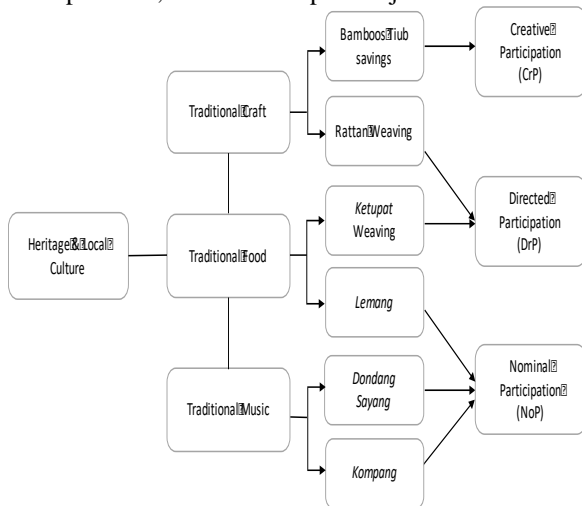 Bamboos Tiub
savings
Creative
Participation
(CrP)
Traditional Craft
Rattan Weaving
Heritage & Local
Culture
Traditional Food
Ketupat
Weaving
Directed
Participation
(DrP)
Lemang
Traditional Music
Dondang
Sayang
Nominal
Participation
(NoP)
Kompang